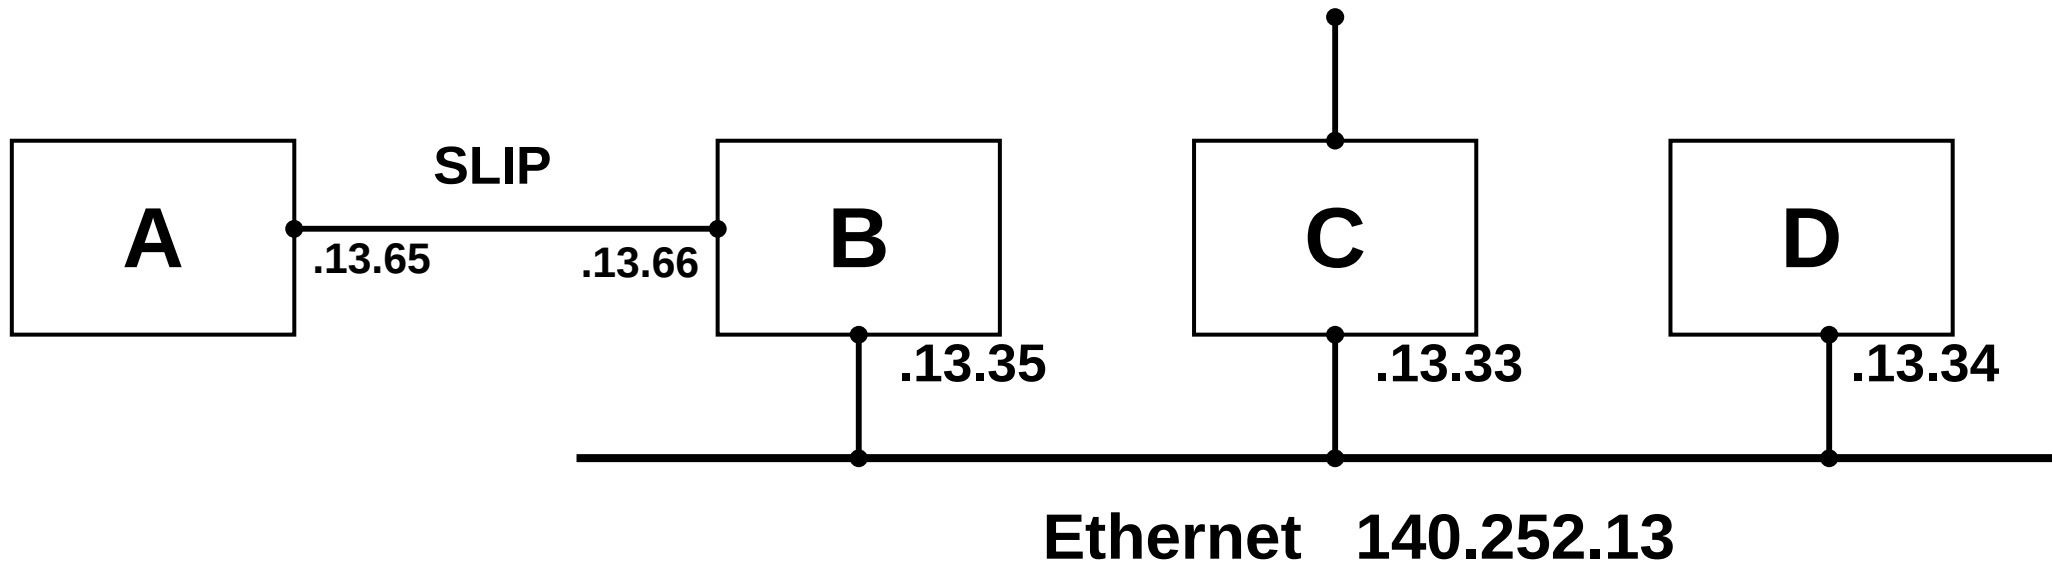 SLIP
A
.13.65
.13.66
B
C
D
.13.35
.13.33
.13.34
Ethernet 140.252.13